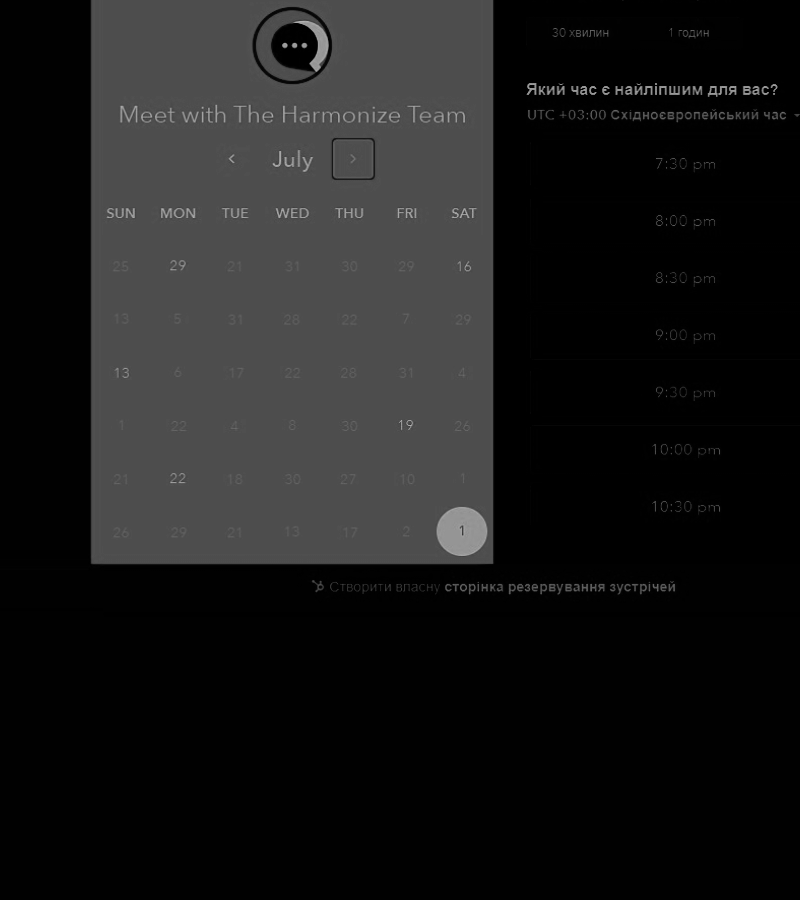 Meet with The Harmonize Team
July
SUN MON TUE WED THU FRI SAT
25 29 21 31 30 29 16
13 5 31 28 22 7 29
13 6 17 22 28 31 4
1 22 4 8 30 19 26
21 22 18 30 27 10 1
26 29 21 13 17 2 1
30 хвилин 1 годин
Який час є найліпшим для вас?
UTC +03:00 Східноєвропейський час
7:30 pm
8:00 pm
8:30 pm
9:00 pm
9:30 pm
10:00 pm
10:30 pm
Створити власну сторінка резервування зустрічей